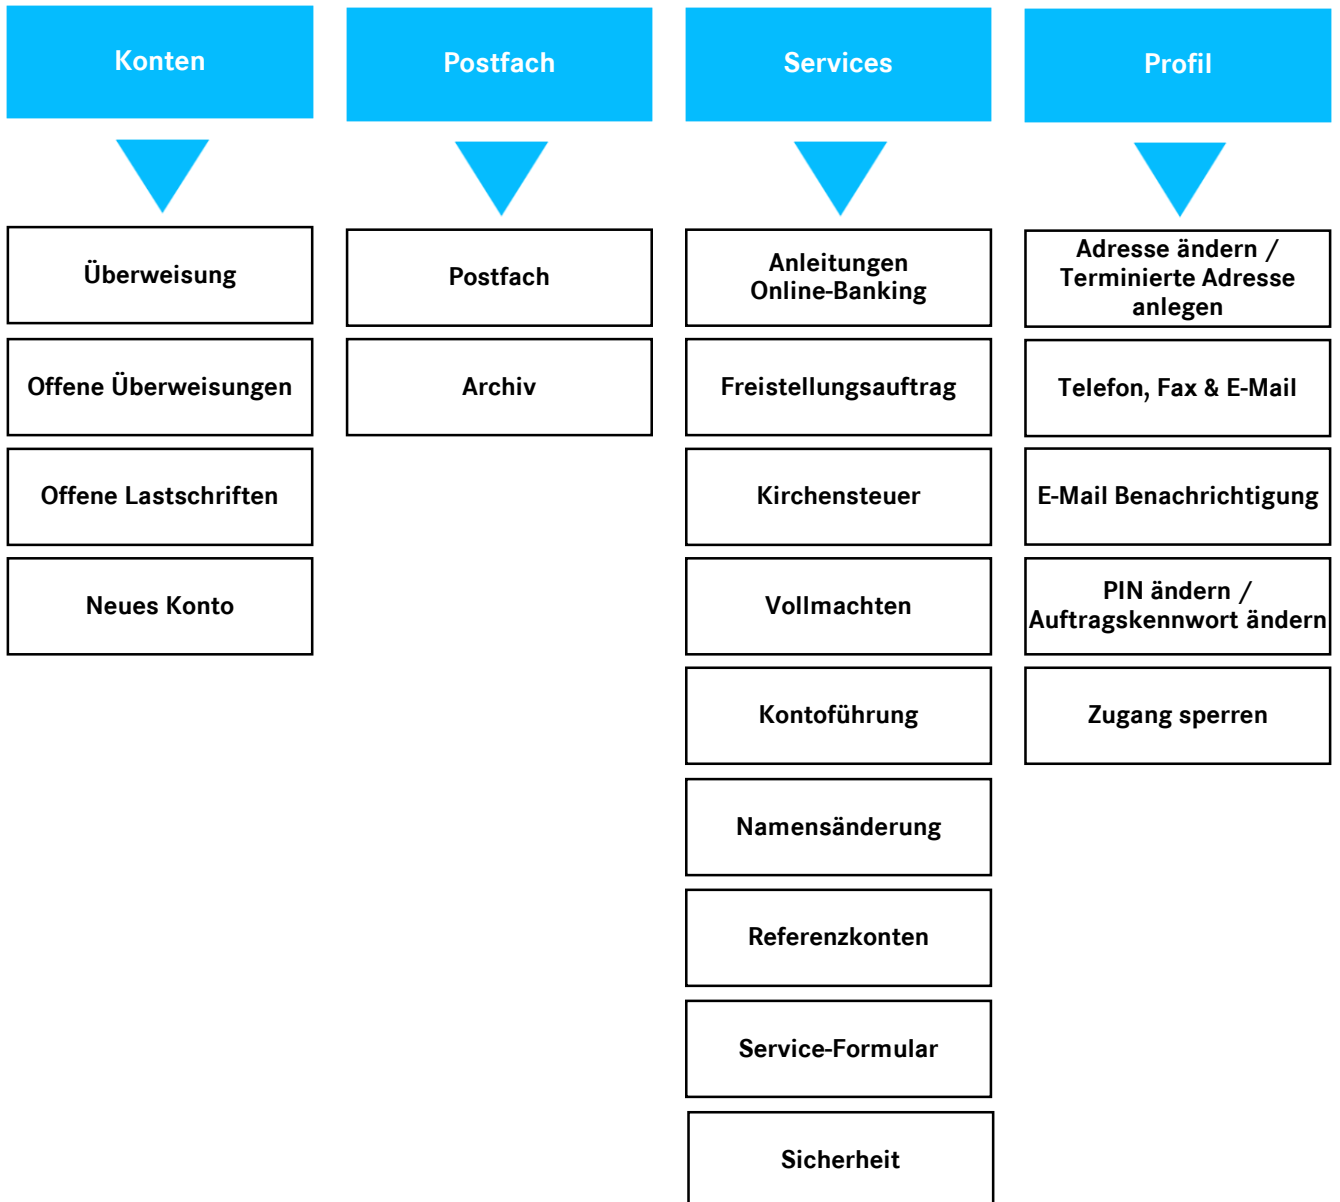 Konten
Überweisung
Offene Überweisungen
Offene Lastschriften
Neues Konto
Postfach
Postfach
Archiv
Services
Anleitungen
Online-Banking
Freistellungsauftrag
Kirchensteuer
Vollmachten
Kontoführung
Namensänderung
Referenzkonten
Service-Formular
Sicherheit
Profil
Adresse ändern /
Terminierte Adresse
anlegen
Telefon, Fax & E-Mail
E-Mail Benachrichtigung
PIN ändern /
Auftragskennwort ändern
Zugang sperren